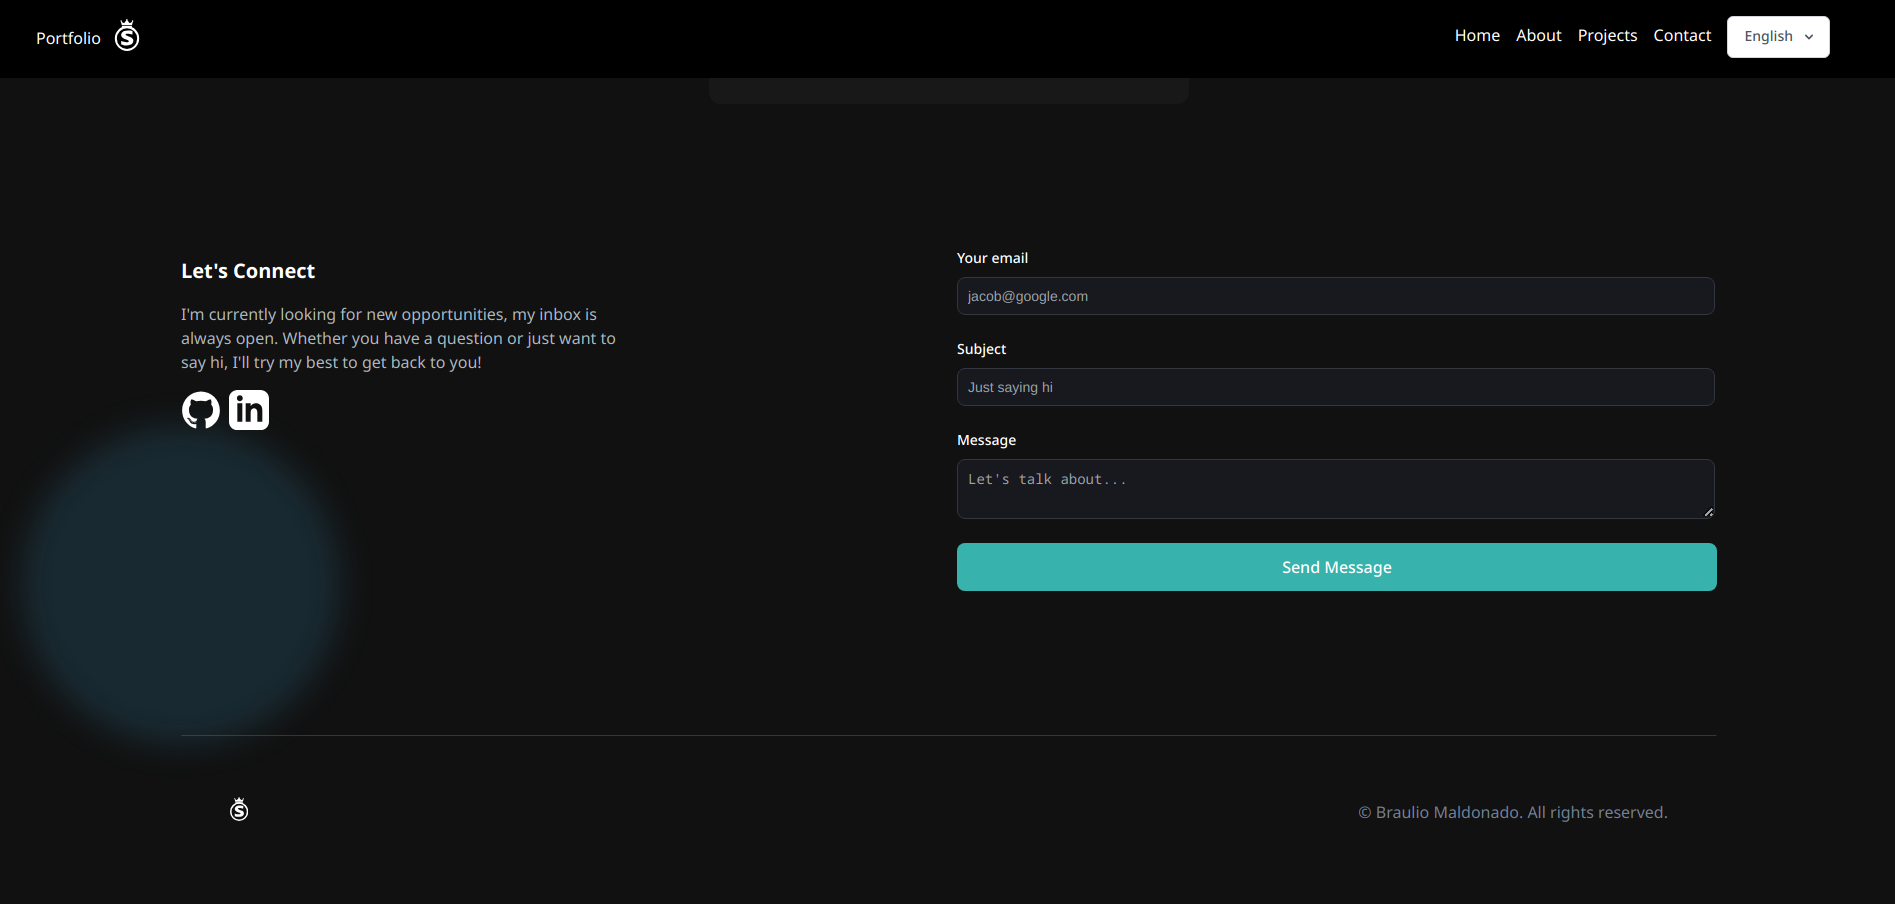 Portfolio
S
Home
About
Projects
Contact
English
Let's Connect
I'm currently looking for new opportunities, my inbox is
always open. Whether you have a question or just want to
say hi, I'll try my best to get back to you!
in
Your email
jacob@google.com
Subject
Just saying hi
Message
Let's talk about...
Send Message
S
© Braulio Maldonado. All rights reserved.